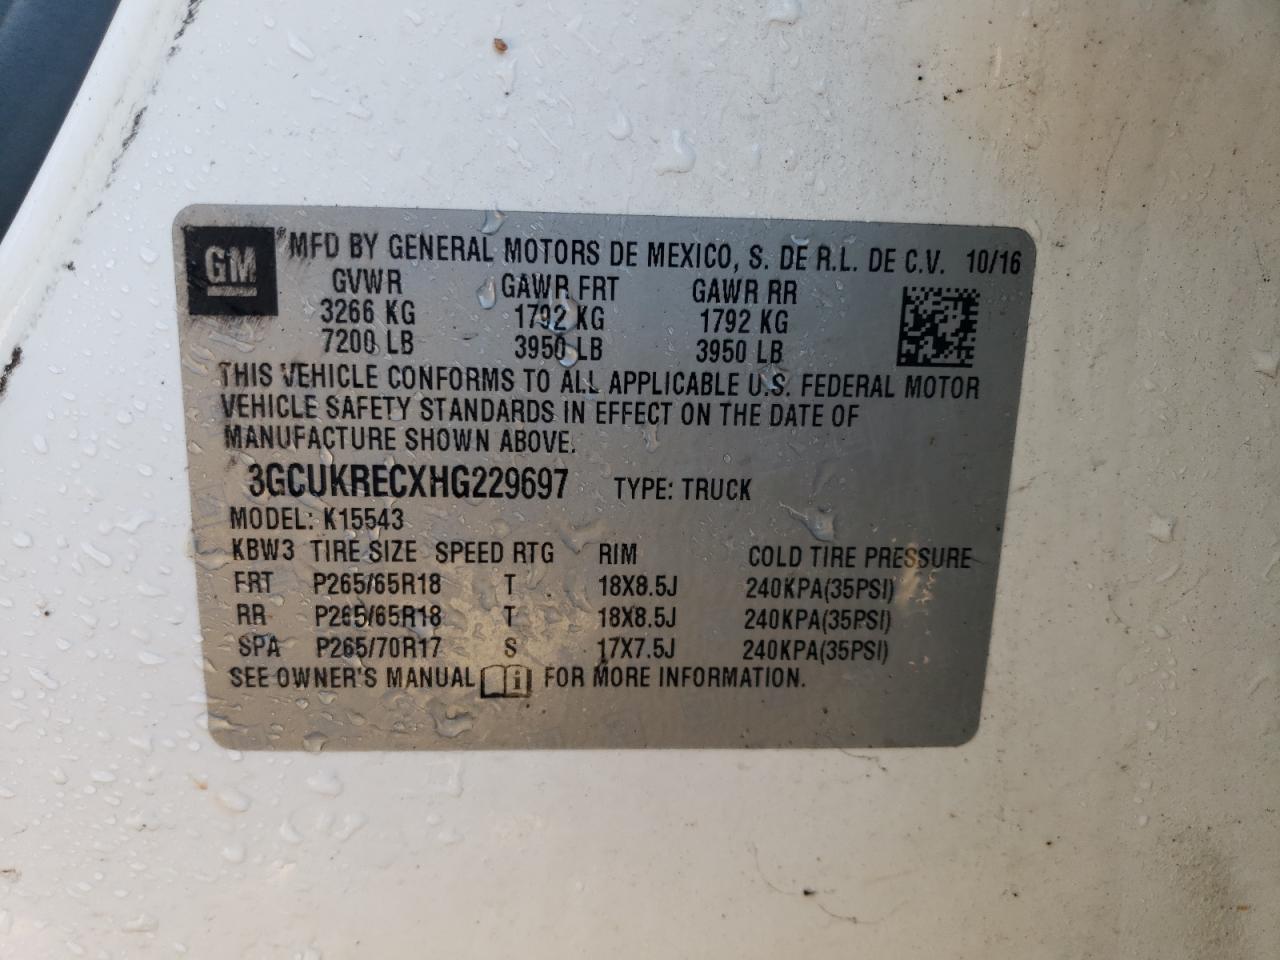 GM
MFD BY GENERAL MOTORS DE MEXICO, S. DE R.L. DE C.V. 10/16
GVWR GAWR FRT GAWR RR
3266 KG 1792 KG 1792 KG
7200 LB 3950 LB 3950 LB
THIS VEHICLE CONFORMS TO ALL APPLICABLE U.S. FEDERAL MOTOR
VEHICLE SAFETY STANDARDS IN EFFECT ON THE DATE OF
MANUFACTURE SHOWN ABOVE.
3GCUKRECXHG229697 TYPE: TRUCK
MODEL: K15543
KBW3 TIRE SIZE SPEED RTG RIM COLD TIRE PRESSURE
FRT P265/65R18 T 18X8.5J 240KPA(35PSI)
RR P265/65R18 T 18X8.5J 240KPA(35PSI)
SPA P265/70R17 S 17X7.5J 240KPA(35PSI)
SEE OWNER'S MANUAL i FOR MORE INFORMATION.